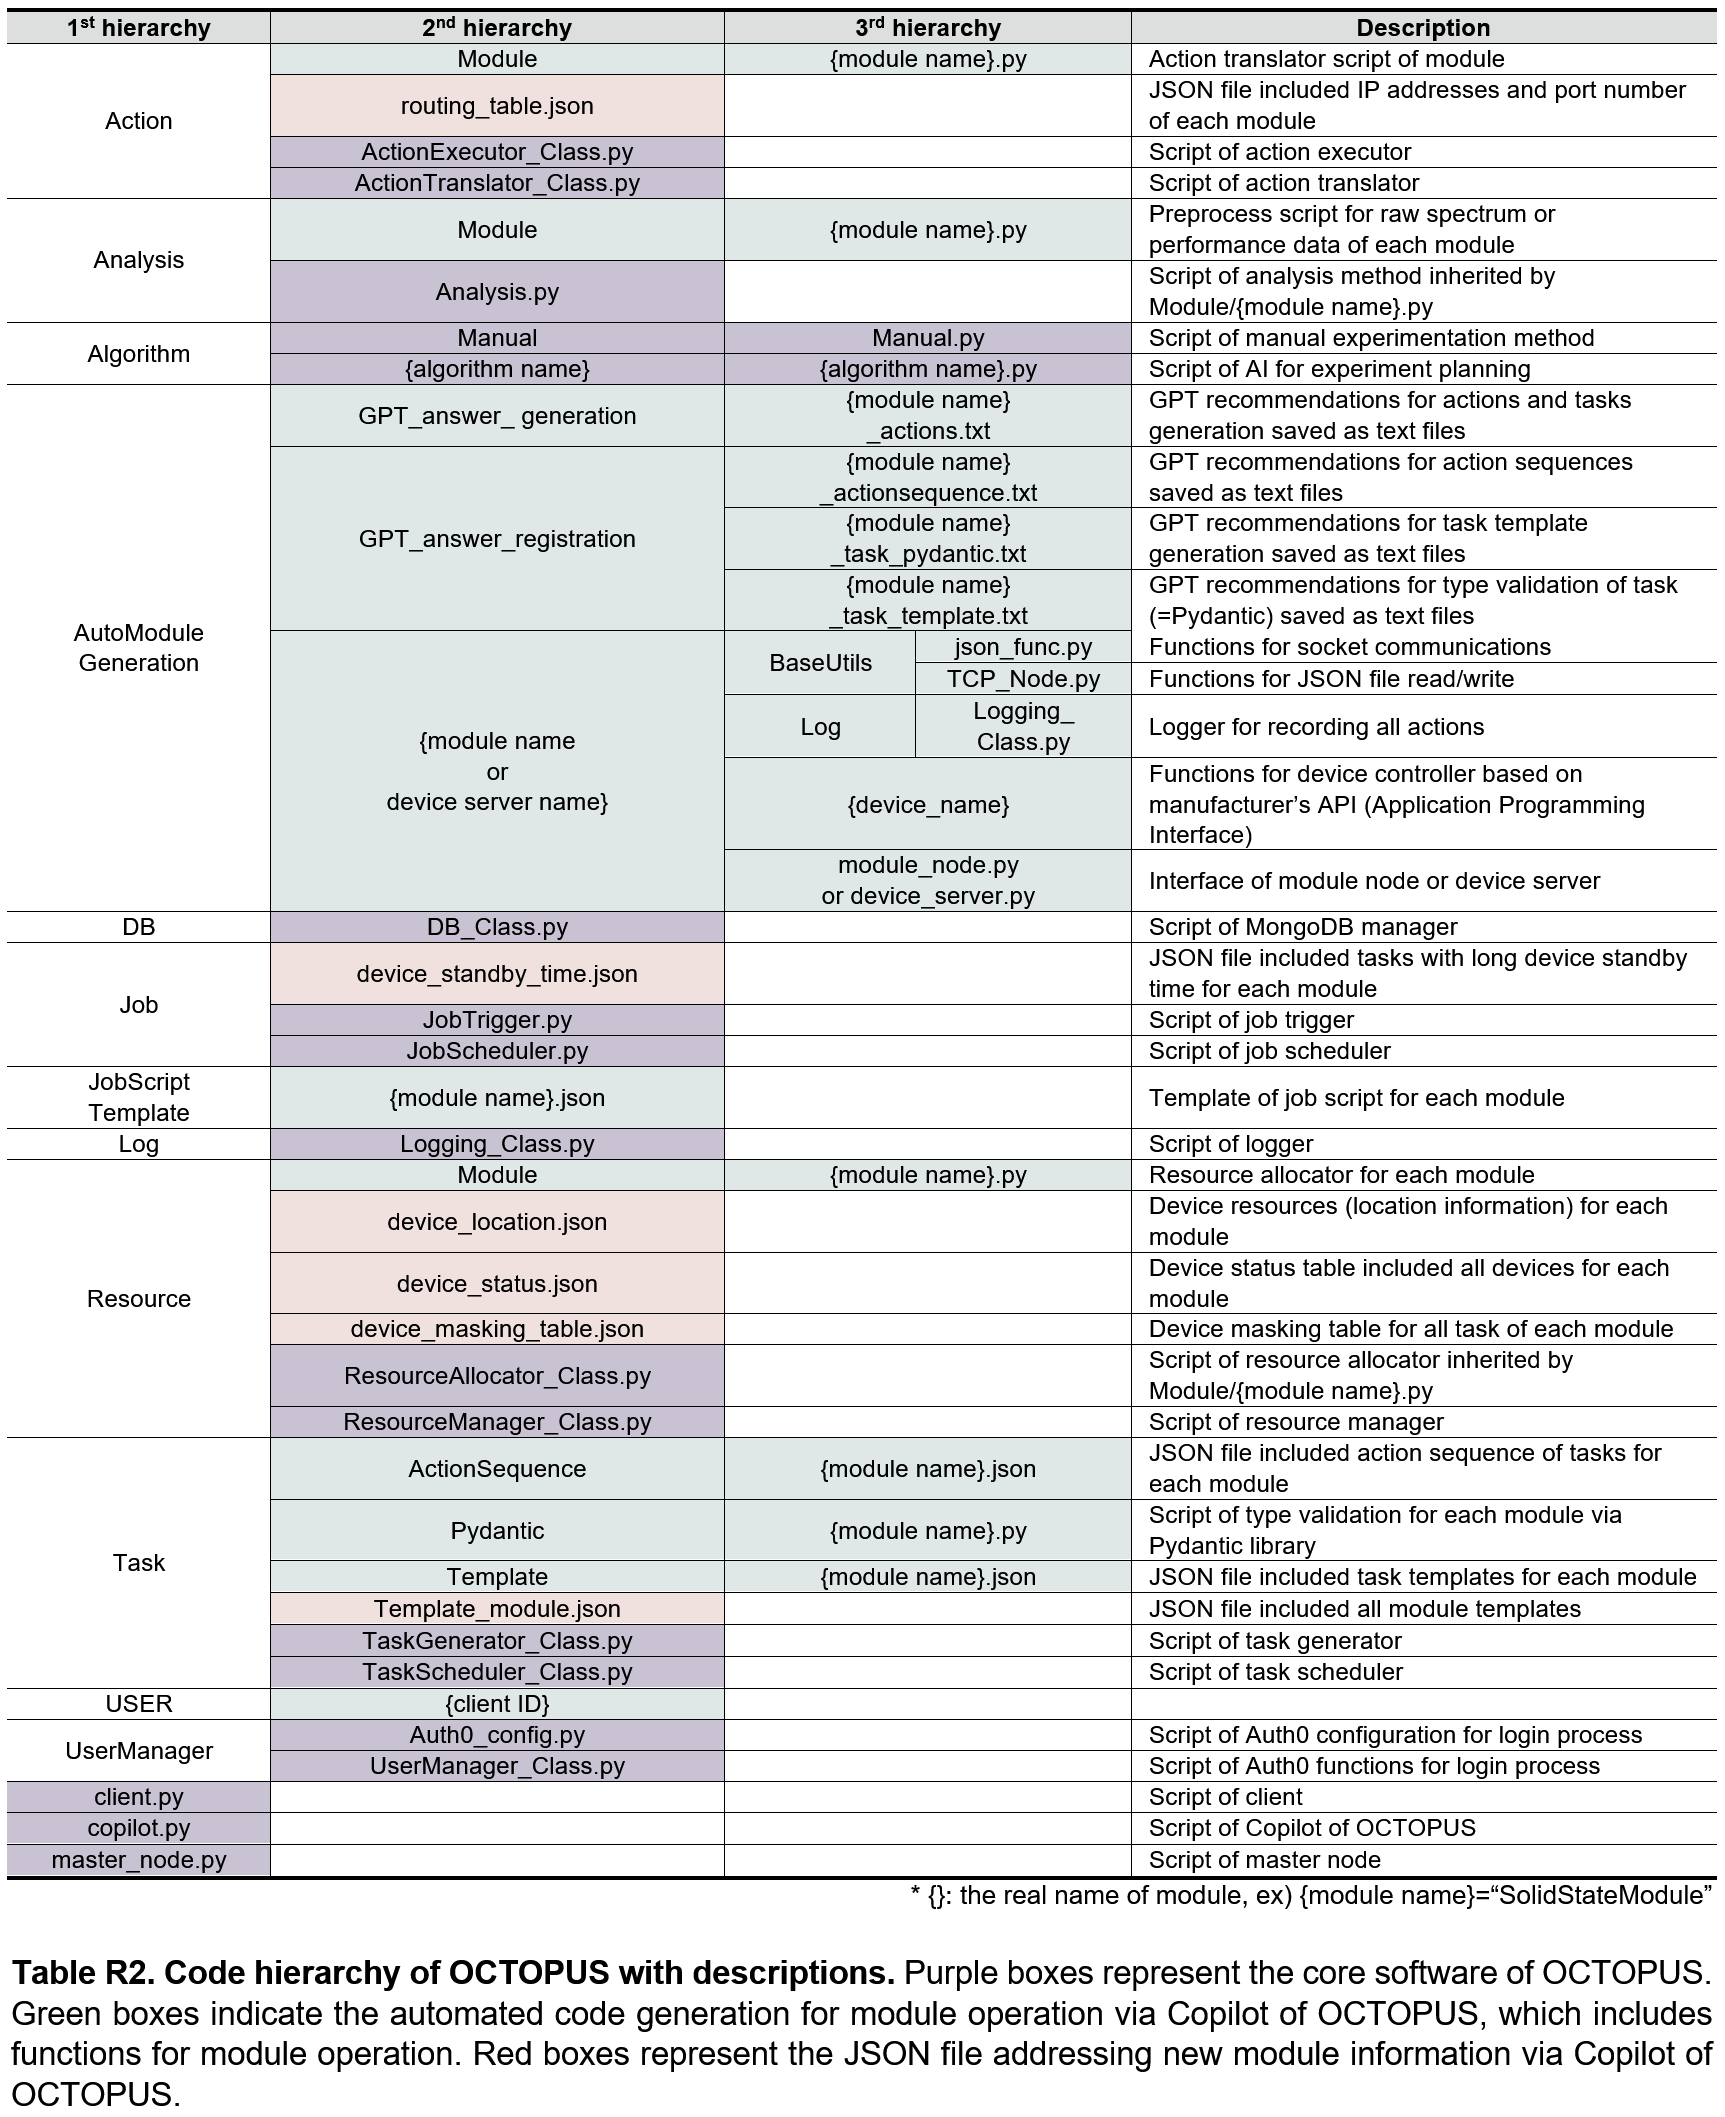 1st hierarchy 2nd hierarchy 3rd hierarchy Description
Action
Module {module name}.py Action translator script of module
routing_table.json JSON file included IP addresses and port number
of each module
ActionExecutor_Class.py Script of action executor
ActionTranslator_Class.py Script of action translator
Analysis
Module {module name}.py Preprocess script for raw spectrum or
performance data of each module
Analysis.py Script of analysis method inherited by
Module/{module name}.py
Algorithm
Manual Manual.py Script of manual experimentation method
{algorithm name} {algorithm name}.py Script of AI for experiment planning
AutoModule
Generation
GPT_answer_ generation
{module name}
_actions.txt
GPT recommendations for actions and tasks
generation saved as text files
GPT_answer_registration
{module name}
_actionsequence.txt
GPT recommendations for action sequences
saved as text files
{module name}
_task_pydantic.txt
GPT recommendations for task template
generation saved as text files
{module name}
_task_template.txt
GPT recommendations for type validation of task
(=Pydantic) saved as text files
{module name
or
device server name}
BaseUtils
json_func.py Functions for socket communications
TCP_Node.py Functions for JSON file read/write
Log
Logging_
Class.py
Logger for recording all actions
{device_name}
Functions for device controller based on
manufacturer’s API (Application Programming
Interface)
module_node.py
or device_server.py
Interface of module node or device server
DB DB_Class.py Script of MongoDB manager
Job
device_standby_time.json JSON file included tasks with long device standby
time for each module
JobTrigger.py Script of job trigger
JobScheduler.py Script of job scheduler
JobScript
Template
{module name}.json Template of job script for each module
Log Logging_Class.py Script of logger
Resource
Module {module name}.py Resource allocator for each module
device_location.json Device resources (location information) for each
module
device_status.json Device status table included all devices for each
module
device_masking_table.json Device masking table for all task of each module
ResourceAllocator_Class.py Script of resource allocator inherited by
Module/{module name}.py
ResourceManager_Class.py Script of resource manager
Task
ActionSequence {module name}.json JSON file included action sequence of tasks for
each module
Pydantic {module name}.py Script of type validation for each module via
Pydantic library
Template {module name}.json JSON file included task templates for each module
Template_module.json JSON file included all module templates
TaskGenerator_Class.py Script of task generator
TaskScheduler_Class.py Script of task scheduler
USER {client ID}
UserManager
Auth0_config.py Script of Auth0 configuration for login process
UserManager_Class.py Script of Auth0 functions for login process
client.py Script of client
copilot.py Script of Copilot of OCTOPUS
master_node.py Script of master node
* {}: the real name of module, ex) {module name}=“SolidStateModule”
Table R2. Code hierarchy of OCTOPUS with descriptions. Purple boxes represent the core software of OCTOPUS.
Green boxes indicate the automated code generation for module operation via Copilot of OCTOPUS, which includes
functions for module operation. Red boxes represent the JSON file addressing new module information via Copilot of
OCTOPUS.